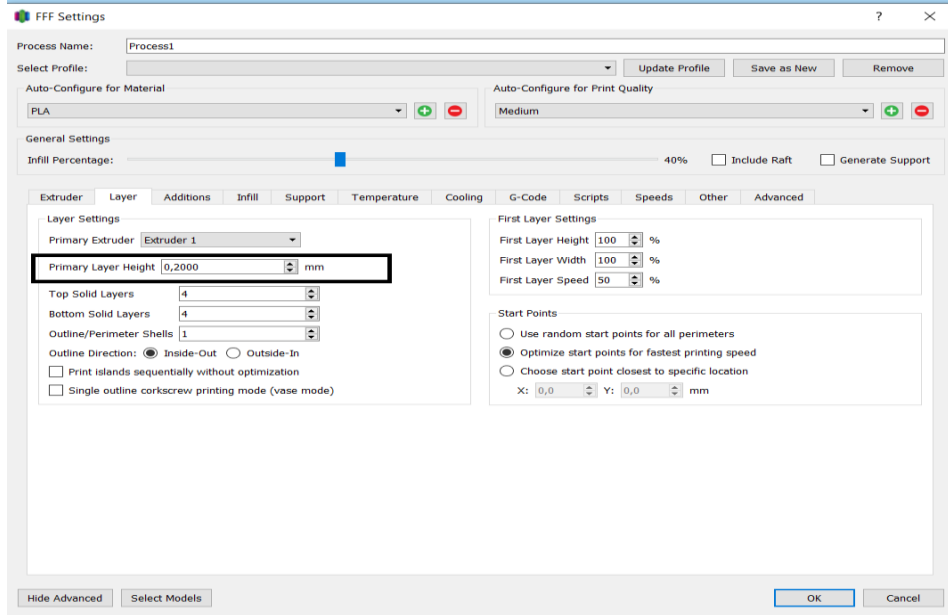 FFF Settings ? ×
Process Name: Process1
Select Profile: Update Profile Save as New Remove
Auto-Configure for Material Auto-Configure for Print Quality
PLA Medium
General Settings
Infill Percentage: 40% Include Raft Generate Support
Extruder Layer Additions Infill Support Temperature Cooling G-Code Scripts Speeds Other Advanced
Layer Settings
Primary Extruder Extruder 1
Primary Layer Height 0,2000 mm
Top Solid Layers 4
Bottom Solid Layers 4
Outline/Perimeter Shells 1
Outline Direction: Inside-Out Outside-In
Print islands sequentially without optimization
Single outline corkscrew printing mode (vase mode)
First Layer Settings
First Layer Height 100 %
First Layer Width 100 %
First Layer Speed 50 %
Start Points
Use random start points for all perimeters
Optimize start points for fastest printing speed
Choose start point closest to specific location
X: 0,0 Y: 0,0 mm
Hide Advanced Select Models OK Cancel